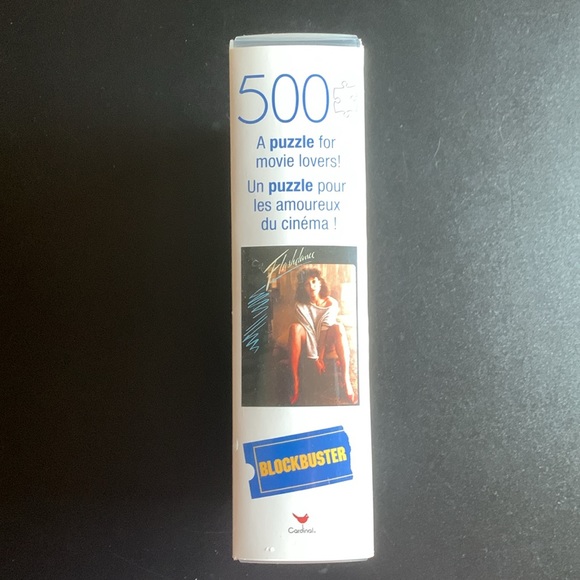 500
A puzzle for
movie lovers!
Un puzzle pour
les amoureux
du cinéma !
Flashdance
BLOCKBUSTER
Cardinal